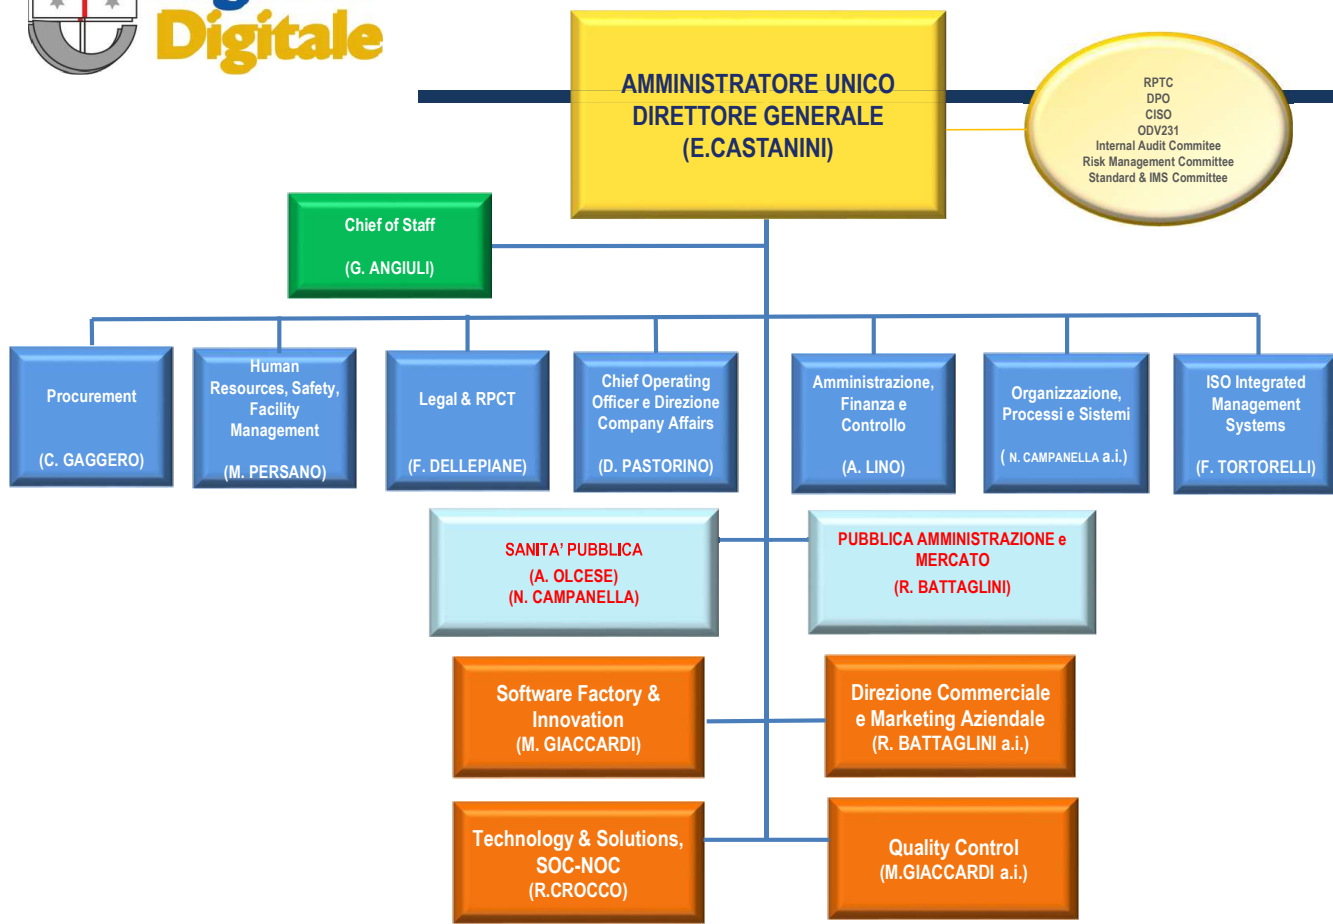 Digitale
AMMINISTRATORE UNICO
DIRETTORE GENERALE
(E.CASTANINI)
RPTC
DPO
CISO
ODV231
Internal Audit Commitee
Risk Management Committee
Standard & IMS Committee
Chief of Staff
(G. ANGIULI)
Procurement
(C. GAGGERO)
Human
Resources, Safety,
Facility
Management
(M. PERSANO)
Legal & RPCT
(F. DELLEPIANE)
Chief Operating
Officer e Direzione
Company Affairs
(D. PASTORINO)
Amministrazione,
Finanza e
Controllo
(A. LINO)
Organizzazione,
Processi e Sistemi
( N. CAMPANELLA a.i.)
ISO Integrated
Management
Systems
(F. TORTORELLI)
SANITA’ PUBBLICA
(A. OLCESE)
(N. CAMPANELLA)
PUBBLICA AMMINISTRAZIONE e
MERCATO
(R. BATTAGLINI)
Software Factory &
Innovation
(M. GIACCARDI)
Direzione Commerciale
e Marketing Aziendale
(R. BATTAGLINI a.i.)
Technology & Solutions,
SOC-NOC
(R.CROCCO)
Quality Control
(M.GIACCARDI a.i.)